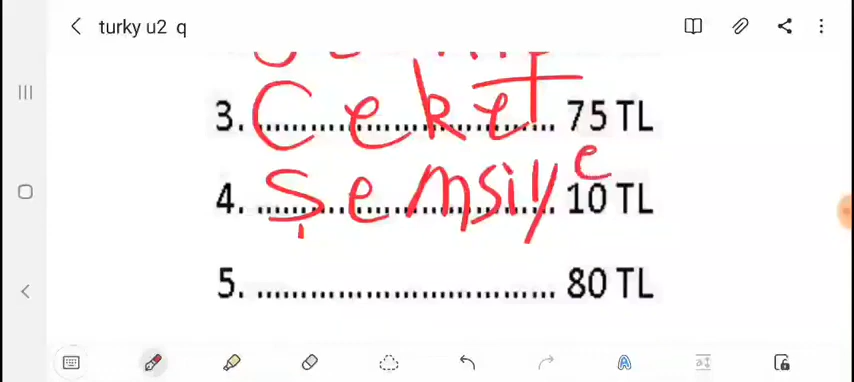 turky u2 q
3. Ceket 75 TL
4. Şemsiye 10 TL
5. .............................. 80 TL